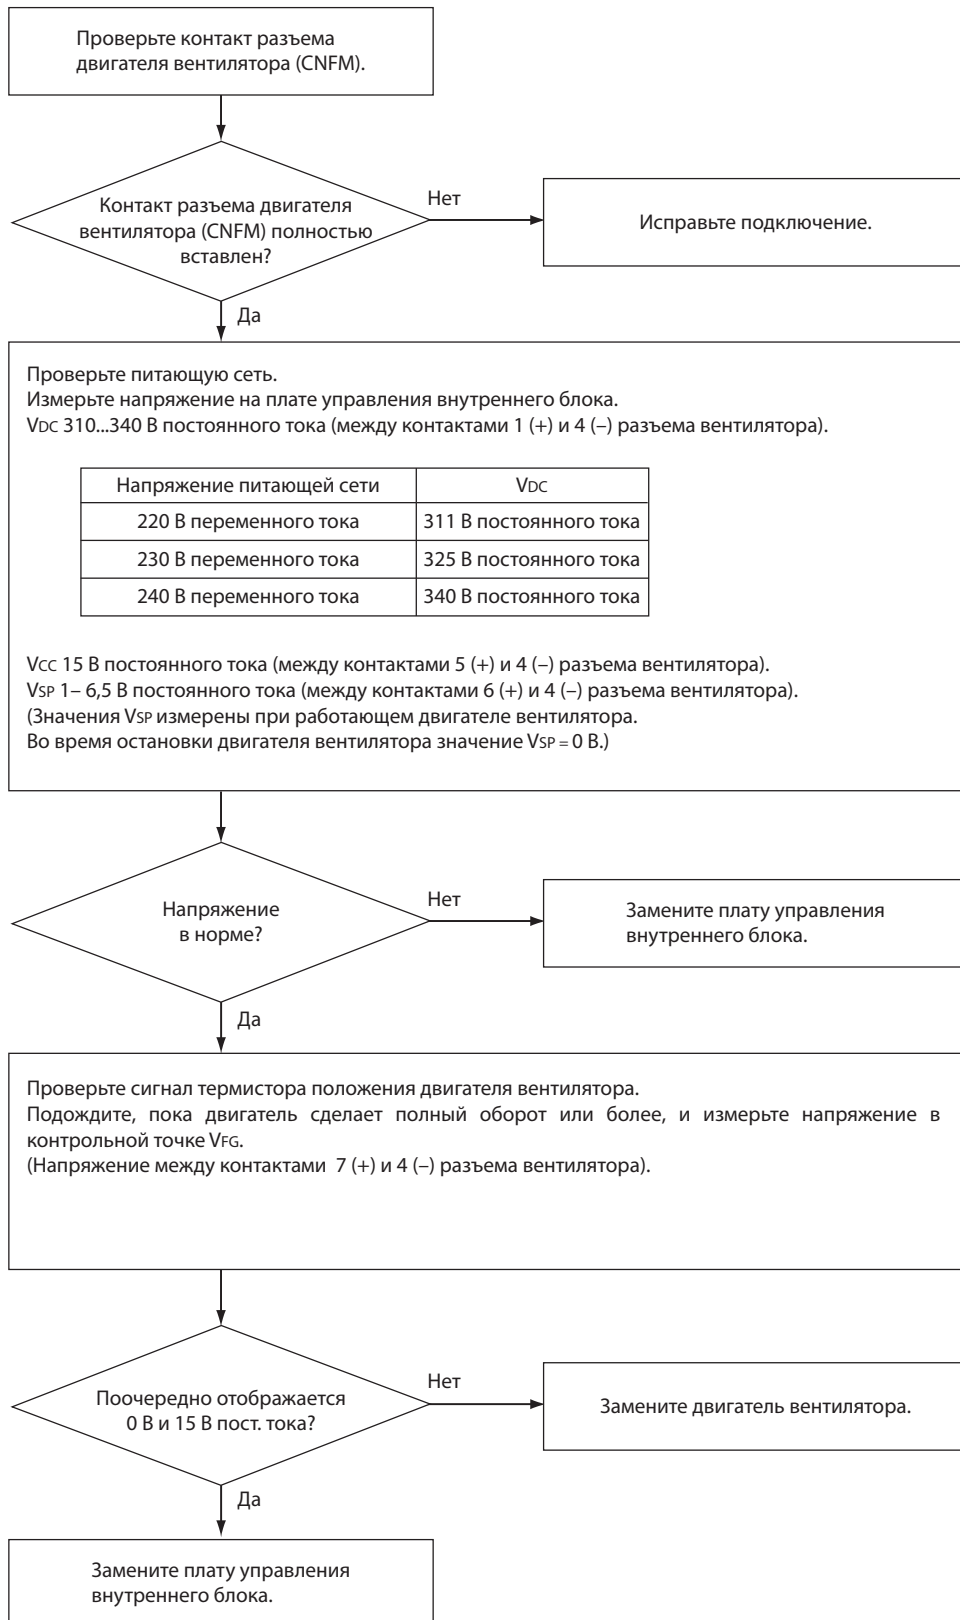 Проверьте контакт разъема
двигателя вентилятора (CNFM).
Контакт разъема двигателя
вентилятора (CNFM) полностью
вставлен?
Нет
Исправьте подключение.
Да
Проверьте питающую сеть.
Измерьте напряжение на плате управления внутреннего блока.
VDC 310...340 В постоянного тока (между контактами 1 (+) и 4 (–) разъема вентилятора).
Напряжение питающей сети VDC
220 В переменного тока 311 В постоянного тока
230 В переменного тока 325 В постоянного тока
240 В переменного тока 340 В постоянного тока
VCC 15 В постоянного тока (между контактами 5 (+) и 4 (–) разъема вентилятора).
VSP 1– 6,5 В постоянного тока (между контактами 6 (+) и 4 (–) разъема вентилятора).
(Значения VSP измерены при работающем двигателе вентилятора.
Во время остановки двигателя вентилятора значение VSP = 0 В.)
Напряжение
в норме?
Нет
Замените плату управления
внутреннего блока.
Да
Проверьте сигнал термистора положения двигателя вентилятора.
Подождите, пока двигатель сделает полный оборот или более, и измерьте напряжение в
контрольной точке VFG.
(Напряжение между контактами 7 (+) и 4 (–) разъема вентилятора).
Поочередно отображается
0 В и 15 В пост. тока?
Нет
Замените двигатель вентилятора.
Да
Замените плату управления
внутреннего блока.